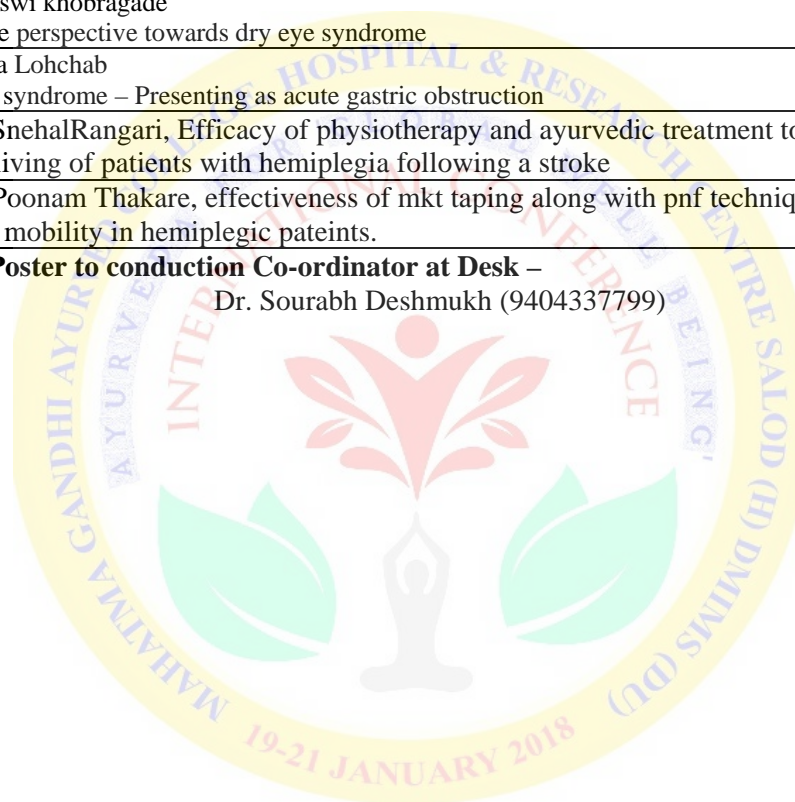 swi khobragade
e perspective towards dry eye syndrome
a Lohchab
syndrome – Presenting as acute gastric obstruction
SnehalRangari, Efficacy of physiotherapy and ayurvedic treatment to
iving of patients with hemiplegia following a stroke
Poonam Thakare, effectiveness of mkt taping along with pnf techniq
mobility in hemiplegic pateints.
Poster to conduction Co-ordinator at Desk –
Dr. Sourabh Deshmukh (9404337799)
MAHATMA GANDHI AYURVED COLLEGE, HOSPITAL & RESEARCH CENTRE SALOD (H) DMIMS (DU)
AYURVEDA FOR 'GLOBAL WELL BEING'
INTERNATIONAL CONFERENCE
19-21 JANUARY 2018